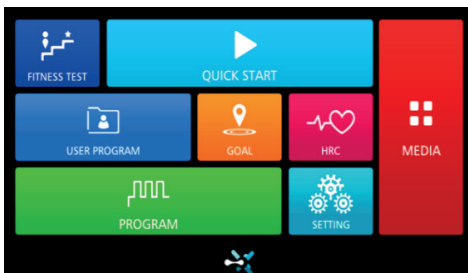 FITNESS TEST
QUICK START
USER PROGRAM
GOAL
HRC
MEDIA
PROGRAM
SETTING